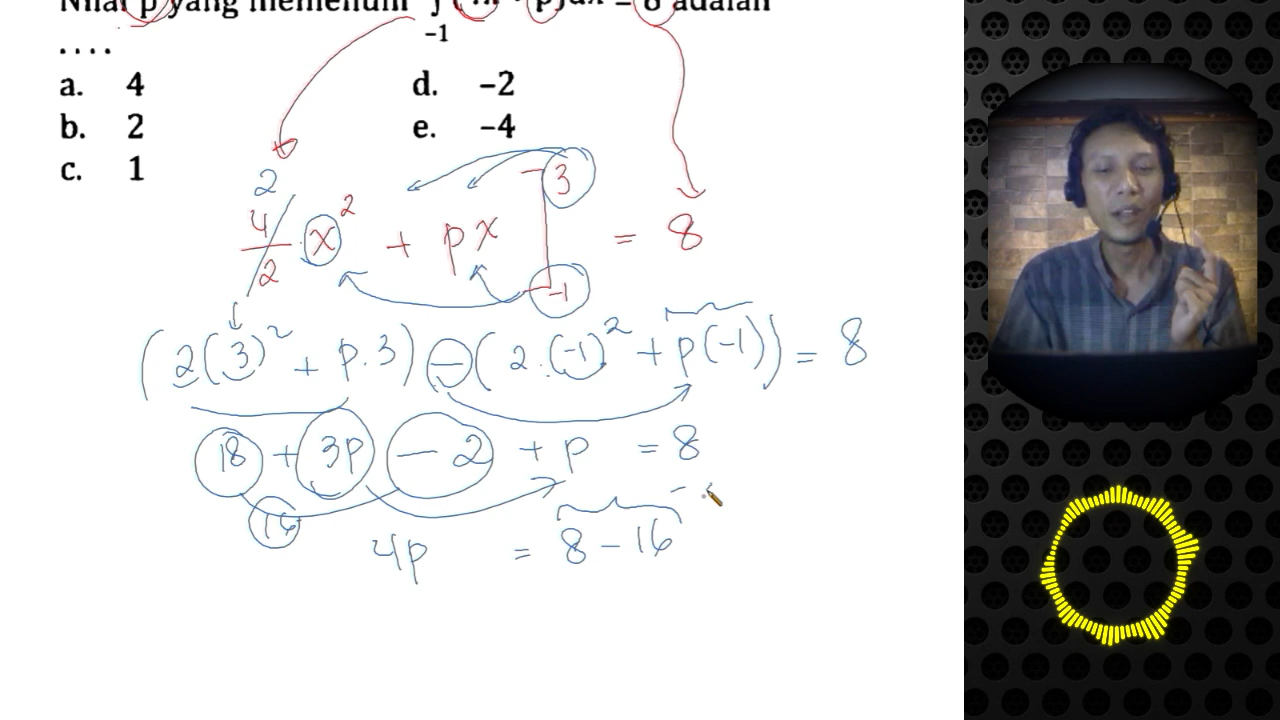 Nilai p yang memenuhi ∫ (4x + p) dx = 8 adalah
−1
....
a. 4 d. −2
b. 2 e. −4
c. 1
2
4/2 · x² + px 3 -1 = 8
(2(3)² + p.3) − (2.(-1)² + p(-1)) = 8
18 + 3p − 2 + p = 8
16
4p = 8 − 16